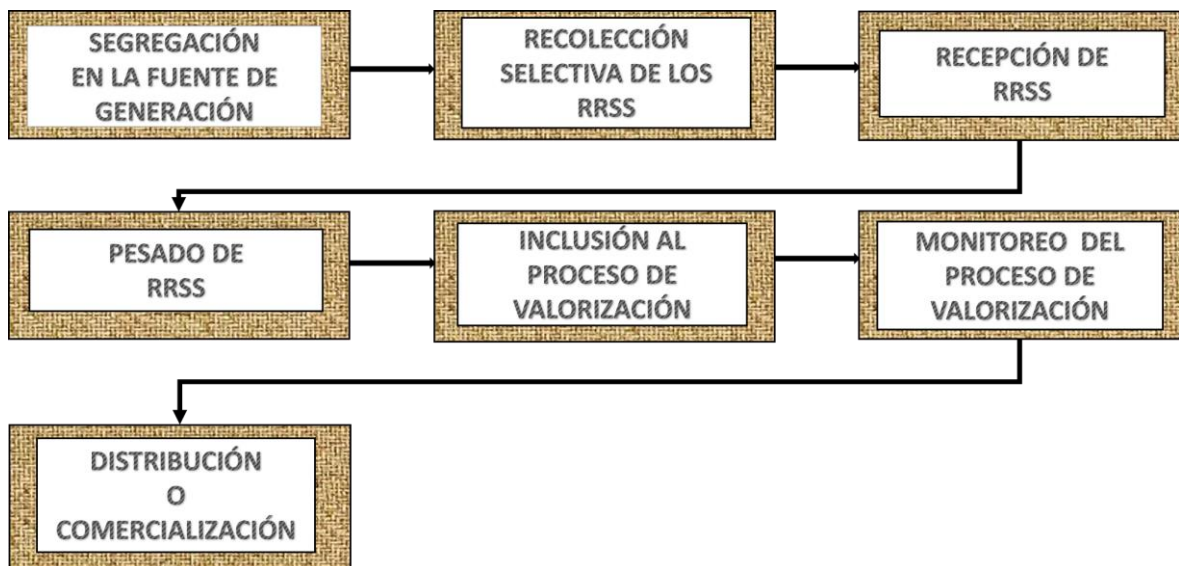 SEGREGACIÓN
EN LA FUENTE DE
GENERACIÓN
RECOLECCIÓN
SELECTIVA DE LOS
RRSS
RECEPCIÓN DE
RRSS
PESADO DE
RRSS
INCLUSIÓN AL
PROCESO DE
VALORIZACIÓN
MONITOREO DEL
PROCESO DE
VALORIZACIÓN
DISTRIBUCIÓN
O
COMERCIALIZACIÓN